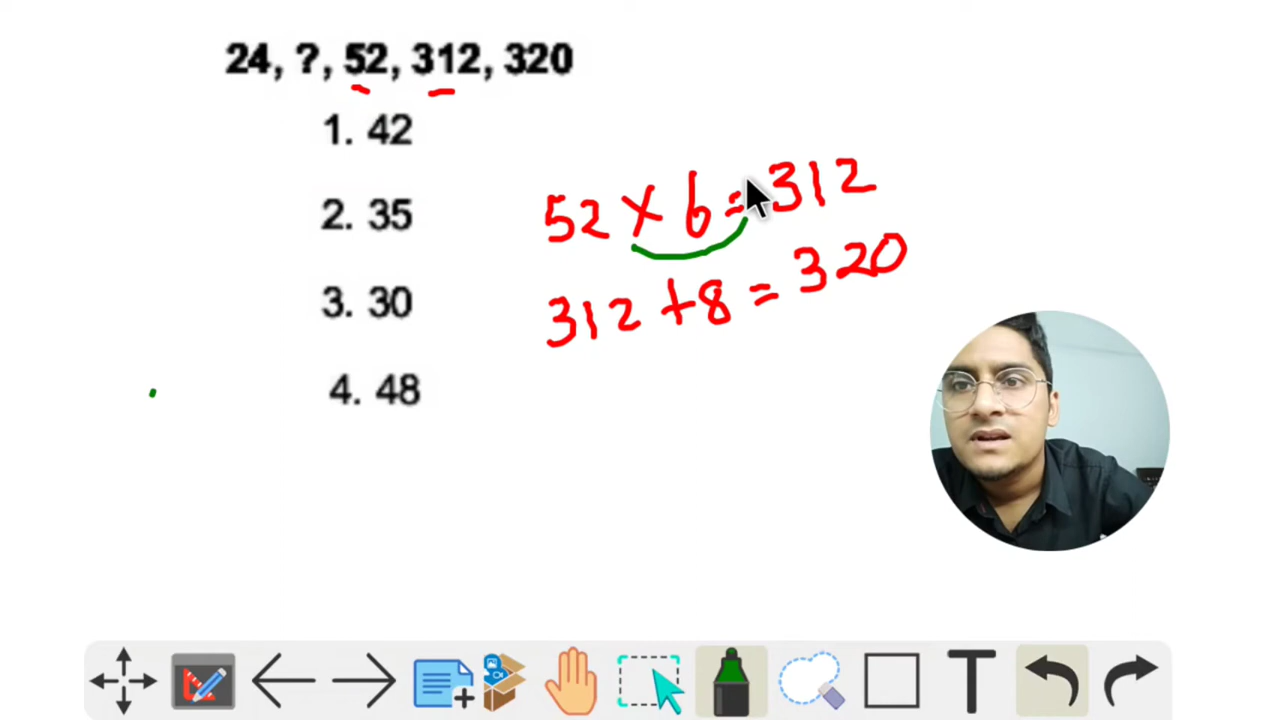 24, ?, 52, 312, 320
1. 42
2. 35
3. 30
4. 48
52 × 6 = 312
312 + 8 = 320
T